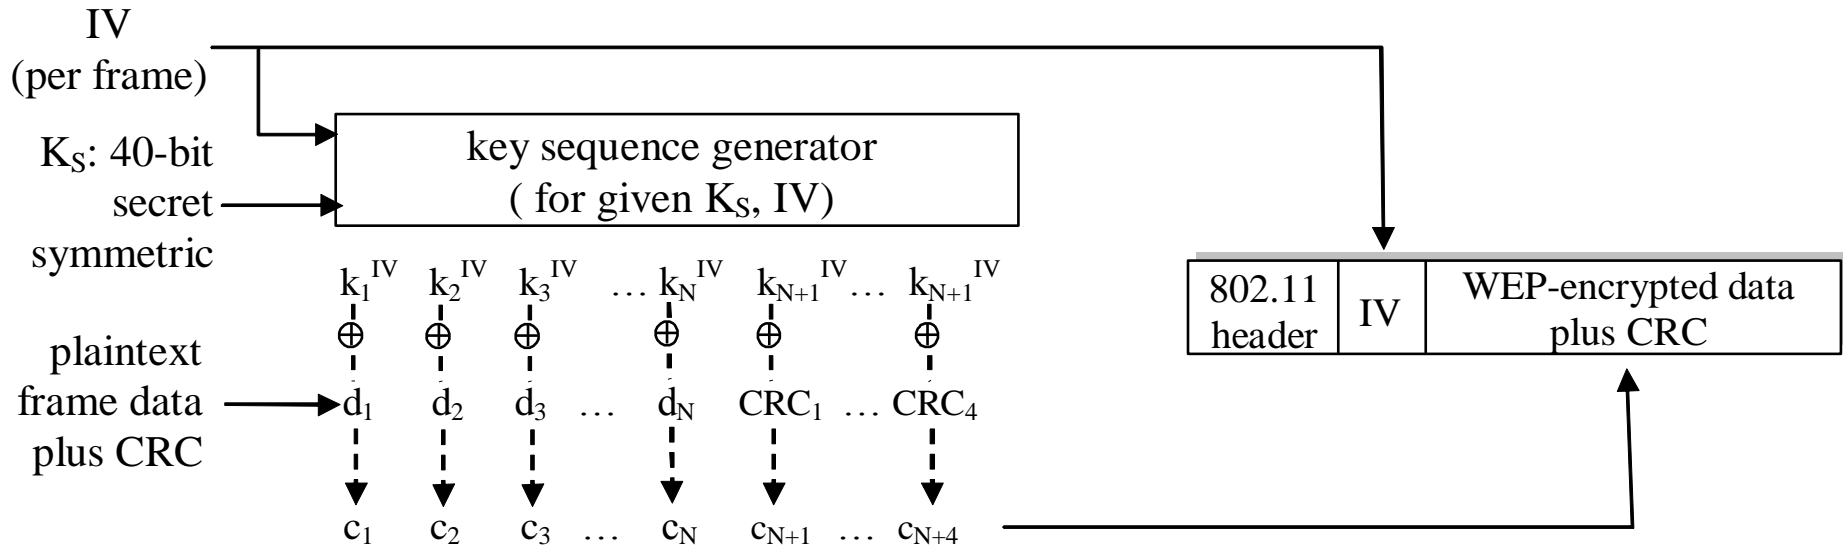 IV
(per frame)
KS: 40-bit
secret
symmetric
key sequence generator
( for given KS, IV)
k1IV k2IV k3IV … kNIV kN+1IV … kN+1IV
plaintext
frame data
plus CRC
d1 d2 d3 … dN CRC1 … CRC4
c1 c2 c3 … cN cN+1 … cN+4
802.11
header
IV
WEP-encrypted data
plus CRC